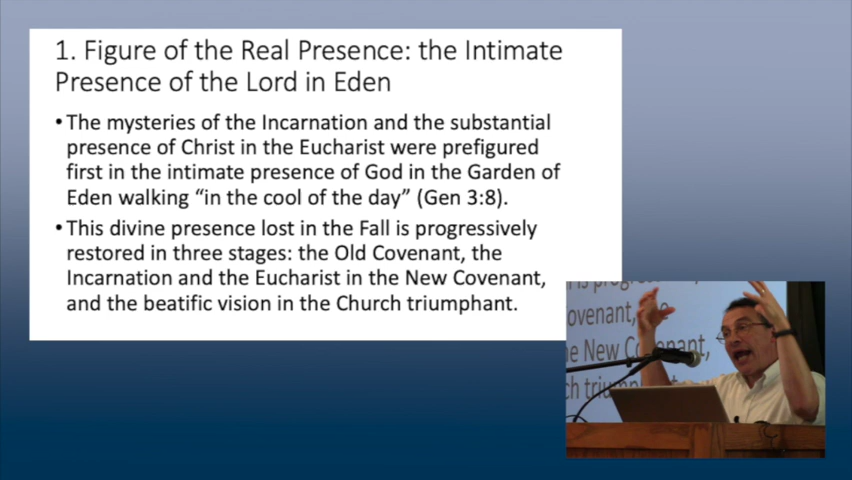 1. Figure of the Real Presence: the Intimate
Presence of the Lord in Eden
•The mysteries of the Incarnation and the substantial
presence of Christ in the Eucharist were prefigured
first in the intimate presence of God in the Garden of
Eden walking “in the cool of the day” (Gen 3:8).
•This divine presence lost in the Fall is progressively
restored in three stages: the Old Covenant, the
Incarnation and the Eucharist in the New Covenant,
and the beatific vision in the Church triumphant.
ovenant,
New Covenant,